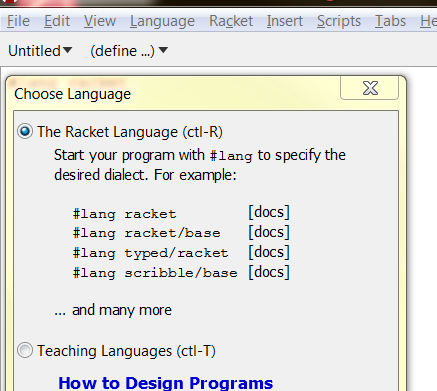 File Edit View Language Racket Insert Scripts Tabs He
Untitled▼ (define ...)▼
#lang racket
Choose Language
The Racket Language (ctl-R)
Start your program with #lang to specify the
desired dialect. For example:
#lang racket [docs]
#lang racket/base [docs]
#lang typed/racket [docs]
#lang scribble/base [docs]
... and many more
Teaching Languages (ctl-T)
How to Design Programs